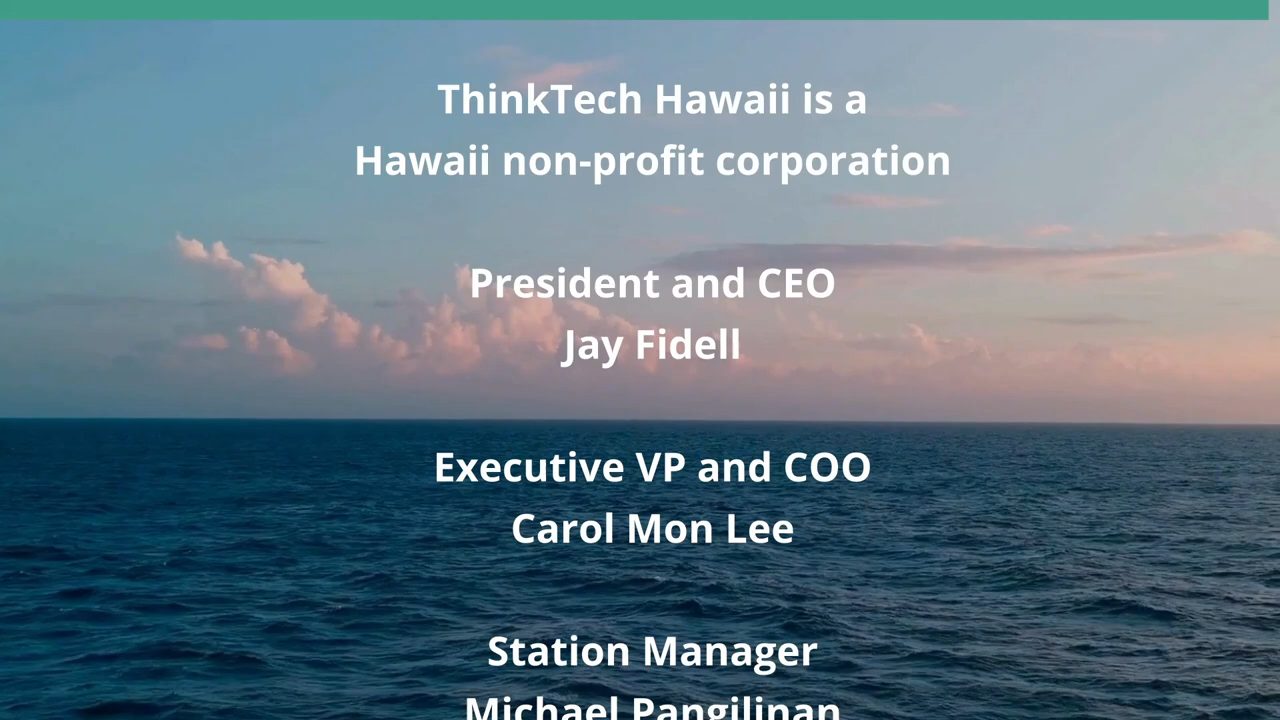 ThinkTech Hawaii is a
Hawaii non-profit corporation
President and CEO
Jay Fidell
Executive VP and COO
Carol Mon Lee
Station Manager
Michael Pangilinan